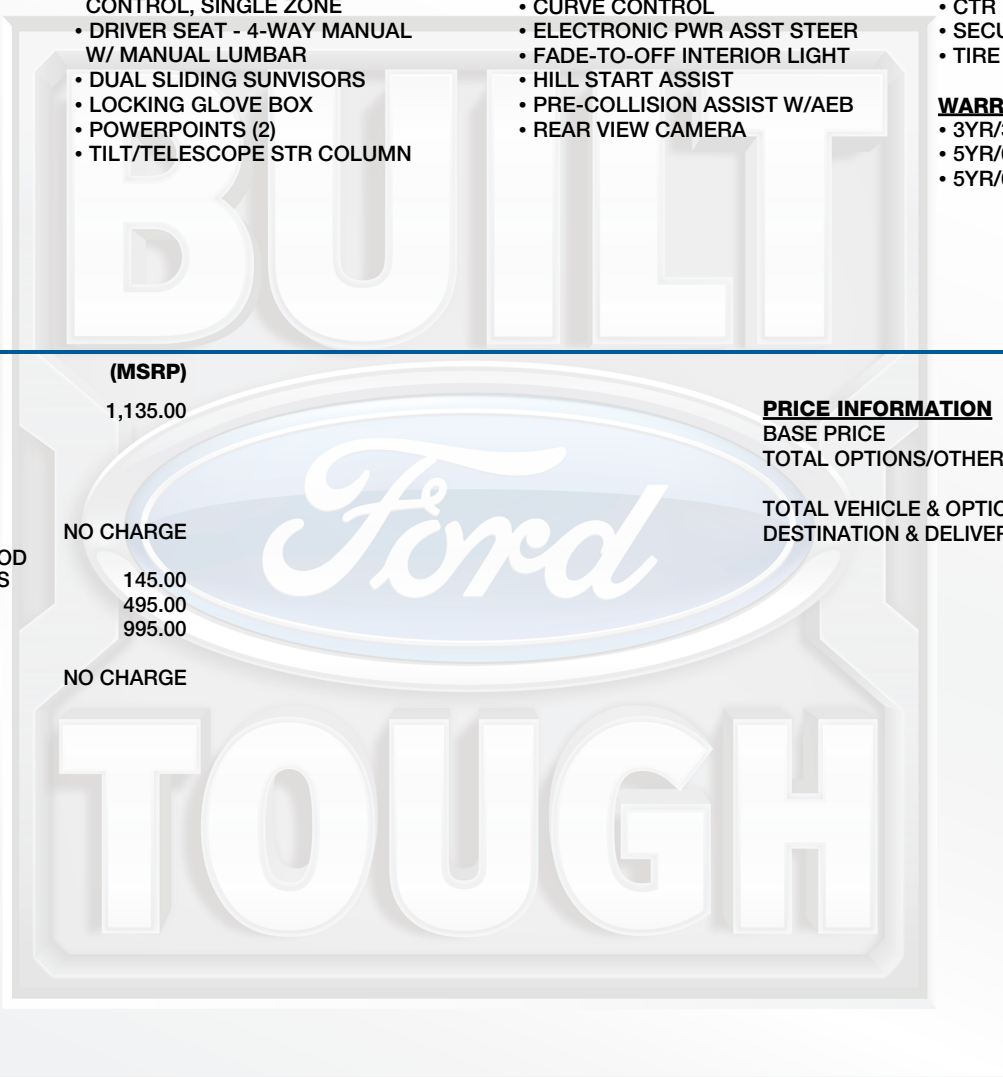 CONTROL, SINGLE ZONE
• DRIVER SEAT - 4-WAY MANUAL
W/ MANUAL LUMBAR
• DUAL SLIDING SUNVISORS
• LOCKING GLOVE BOX
• POWERPOINTS (2)
• TILT/TELESCOPE STR COLUMN
• CURVE CONTROL
• ELECTRONIC PWR ASST STEER
• FADE-TO-OFF INTERIOR LIGHT
• HILL START ASSIST
• PRE-COLLISION ASSIST W/AEB
• REAR VIEW CAMERA
• CTR
• SECU
• TIRE
WARR
• 3YR/3
• 5YR/6
• 5YR/6
BUILT
Ford
TOUGH
(MSRP)
1,135.00
NO CHARGE
OD
S 145.00
495.00
995.00
NO CHARGE
PRICE INFORMATION
BASE PRICE
TOTAL OPTIONS/OTHER
TOTAL VEHICLE & OPTIO
DESTINATION & DELIVER